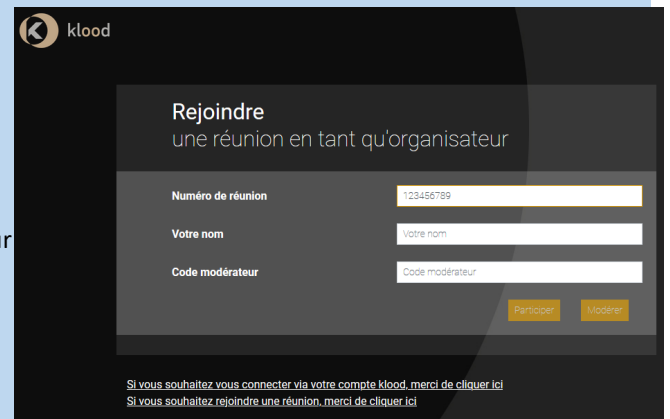 klood
Rejoindre
une réunion en tant qu'organisateur
Numéro de réunion
123456789
Votre nom
Votre nom
Code modérateur
Code modérateur
Participer
Modérer
Si vous souhaitez vous connecter via votre compte klood, merci de cliquer ici
Si vous souhaitez rejoindre une réunion, merci de cliquer ici